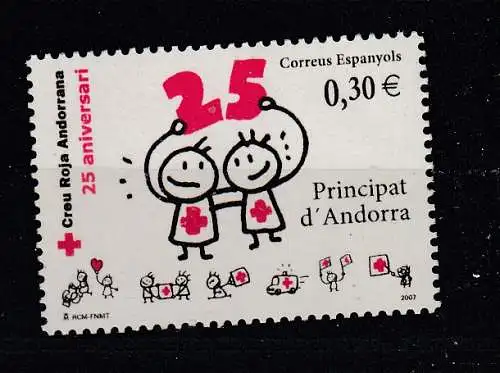 Creu Roja Andorrana
25 aniversari
25
Correus Espanyols
0,30 €
Principat
d´Andorra
RCM-FNMT
2007